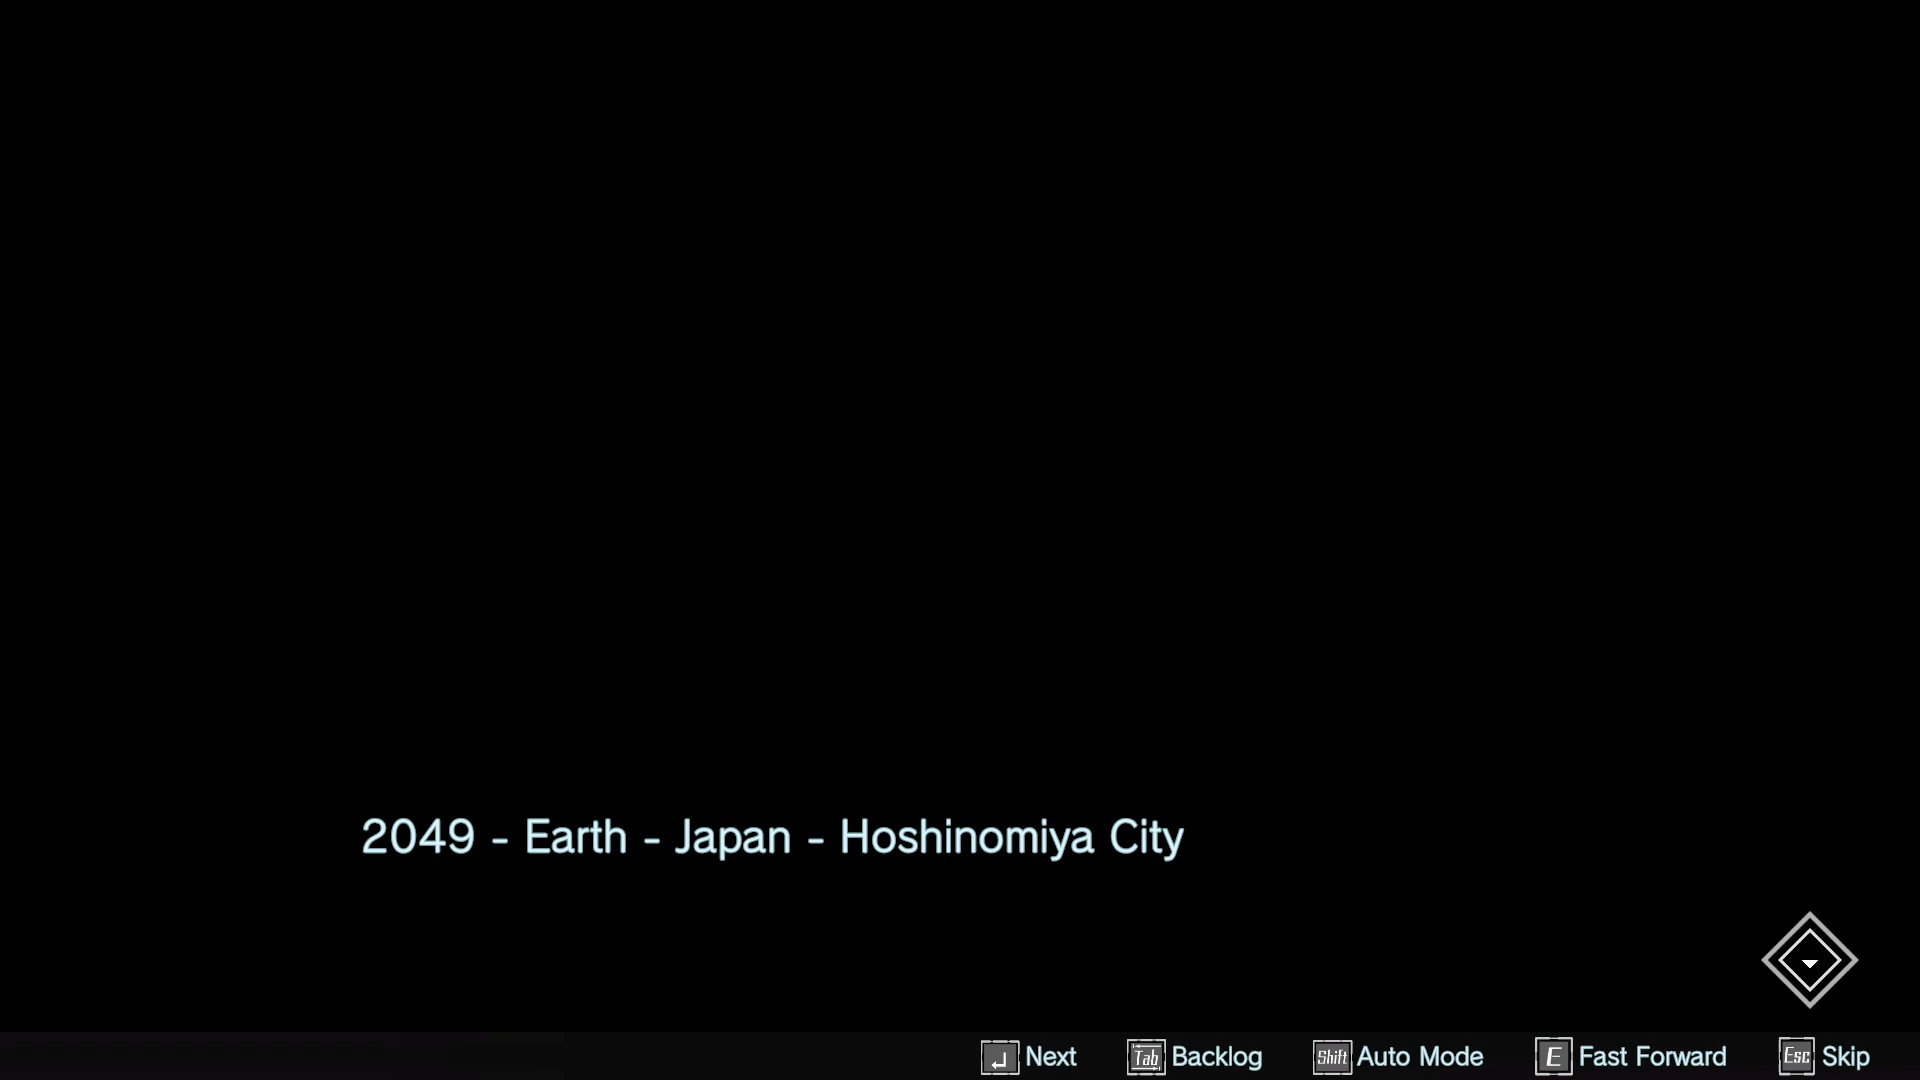 2049 - Earth - Japan - Hoshinomiya City
Next Tab Backlog Shift Auto Mode E Fast Forward Esc Skip